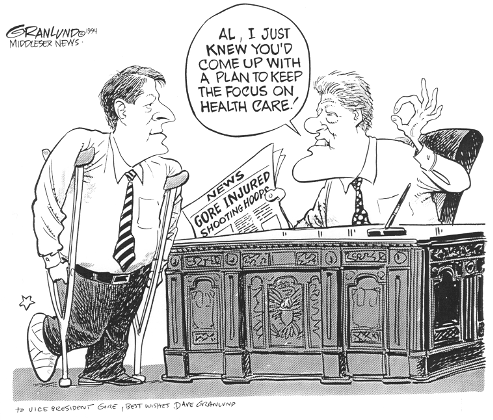 GRANLUND ©1994
MIDDLESEX NEWS.
AL, I JUST
KNEW YOU'D
COME UP WITH
A PLAN TO KEEP
THE FOCUS ON
HEALTH CARE!
NEWS
GORE INJURED
SHOOTING HOOPS
TO VICE PRESIDENT GORE, BEST WISHES DAVE GRANLUND